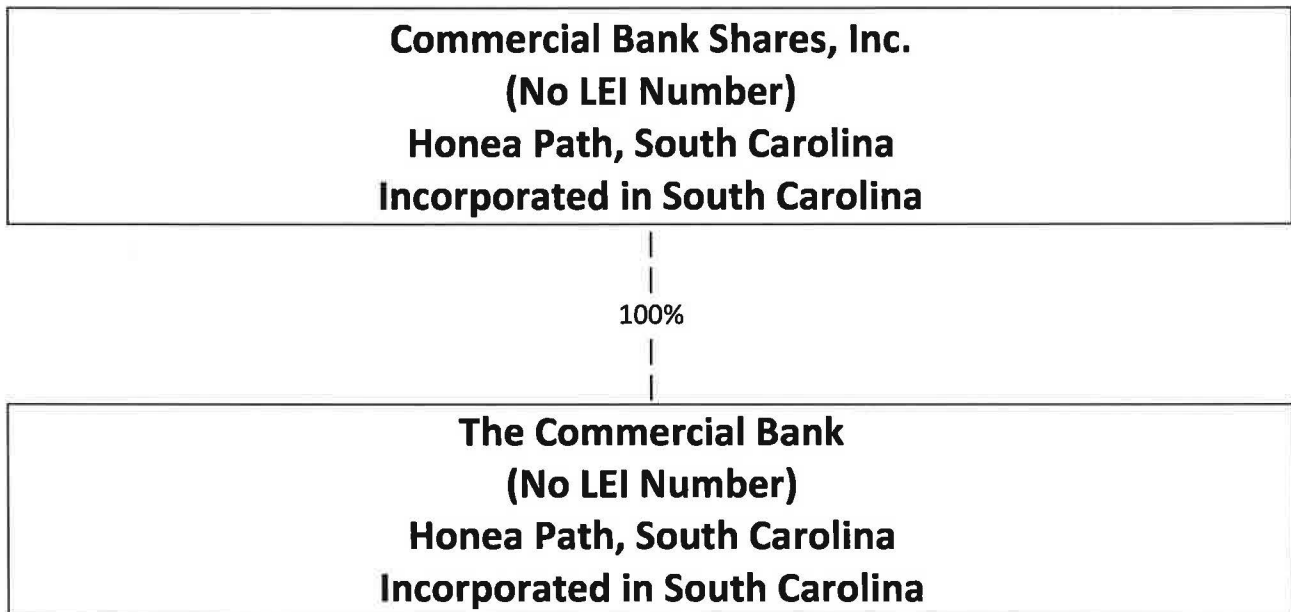 Commercial Bank Shares, Inc.
(No LEI Number)
Honea Path, South Carolina
Incorporated in South Carolina
100%
The Commercial Bank
(No LEI Number)
Honea Path, South Carolina
Incorporated in South Carolina